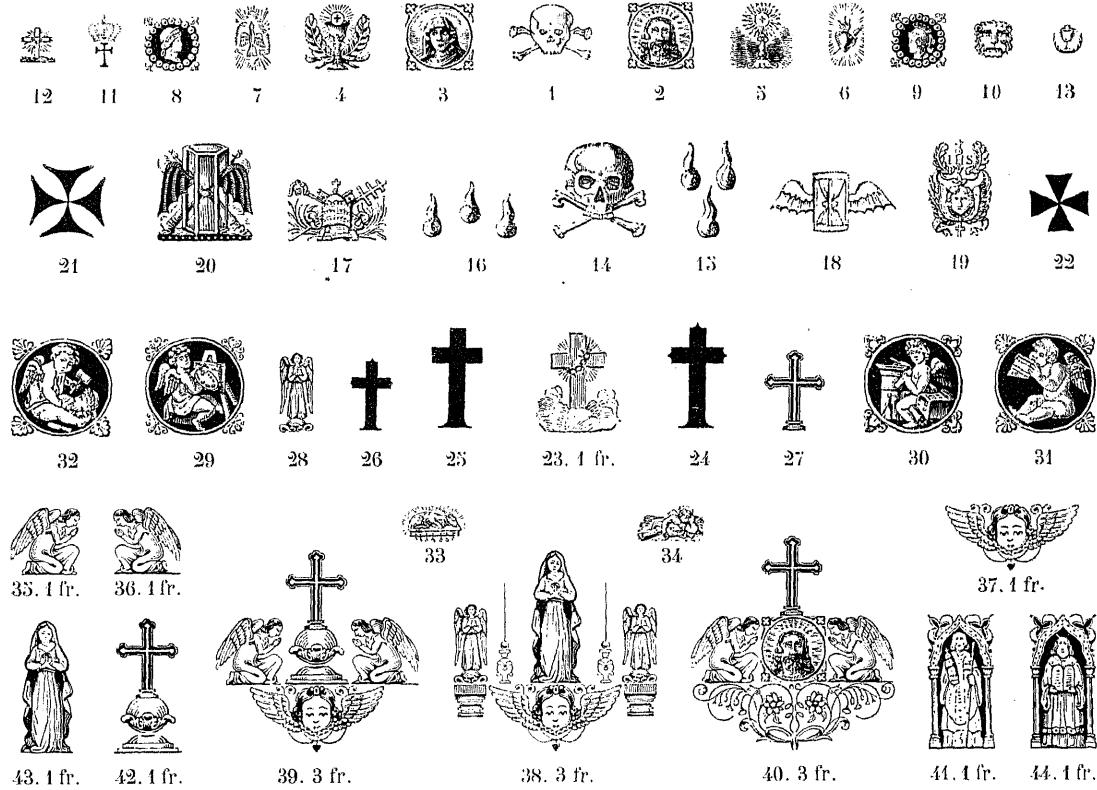 12 11 8 7 4 3 1 2 5 6 9 10 13
IHS
21 20 17 16 14 15 18 19 22
32 29 28 26 25 23. 1 fr. 24 27 30 31
33 34
35. 1 fr. 36. 1 fr. 37. 1 fr.
43. 1 fr. 42. 1 fr. 39. 3 fr. 38. 3 fr. 40. 3 fr. 41. 1 fr. 44. 1 fr.